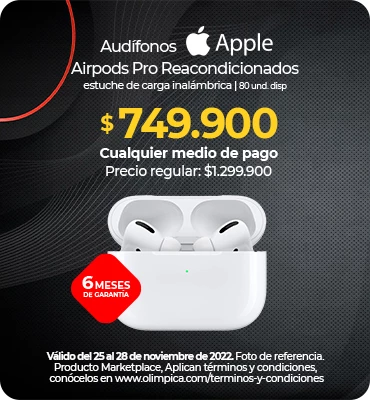 Audífonos Apple
Airpods Pro Reacondicionados
estuche de carga inalámbrica | 80 und. disp
$ 749.900
Cualquier medio de pago
Precio regular: $1.299.900
6 MESES
DE GARANTÍA
Válido del 25 al 28 de noviembre de 2022. Foto de referencia.
Producto Marketplace, Aplican términos y condiciones,
conócelos en www.olimpica.com/terminos-y-condiciones